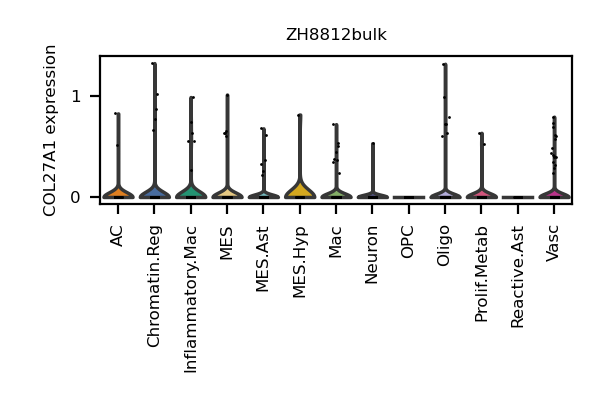 ZH8812bulk
COL27A1 expression
1
0
AC
Chromatin.Reg
Inflammatory.Mac
MES
MES.Ast
MES.Hyp
Mac
Neuron
OPC
Oligo
Prolif.Metab
Reactive.Ast
Vasc